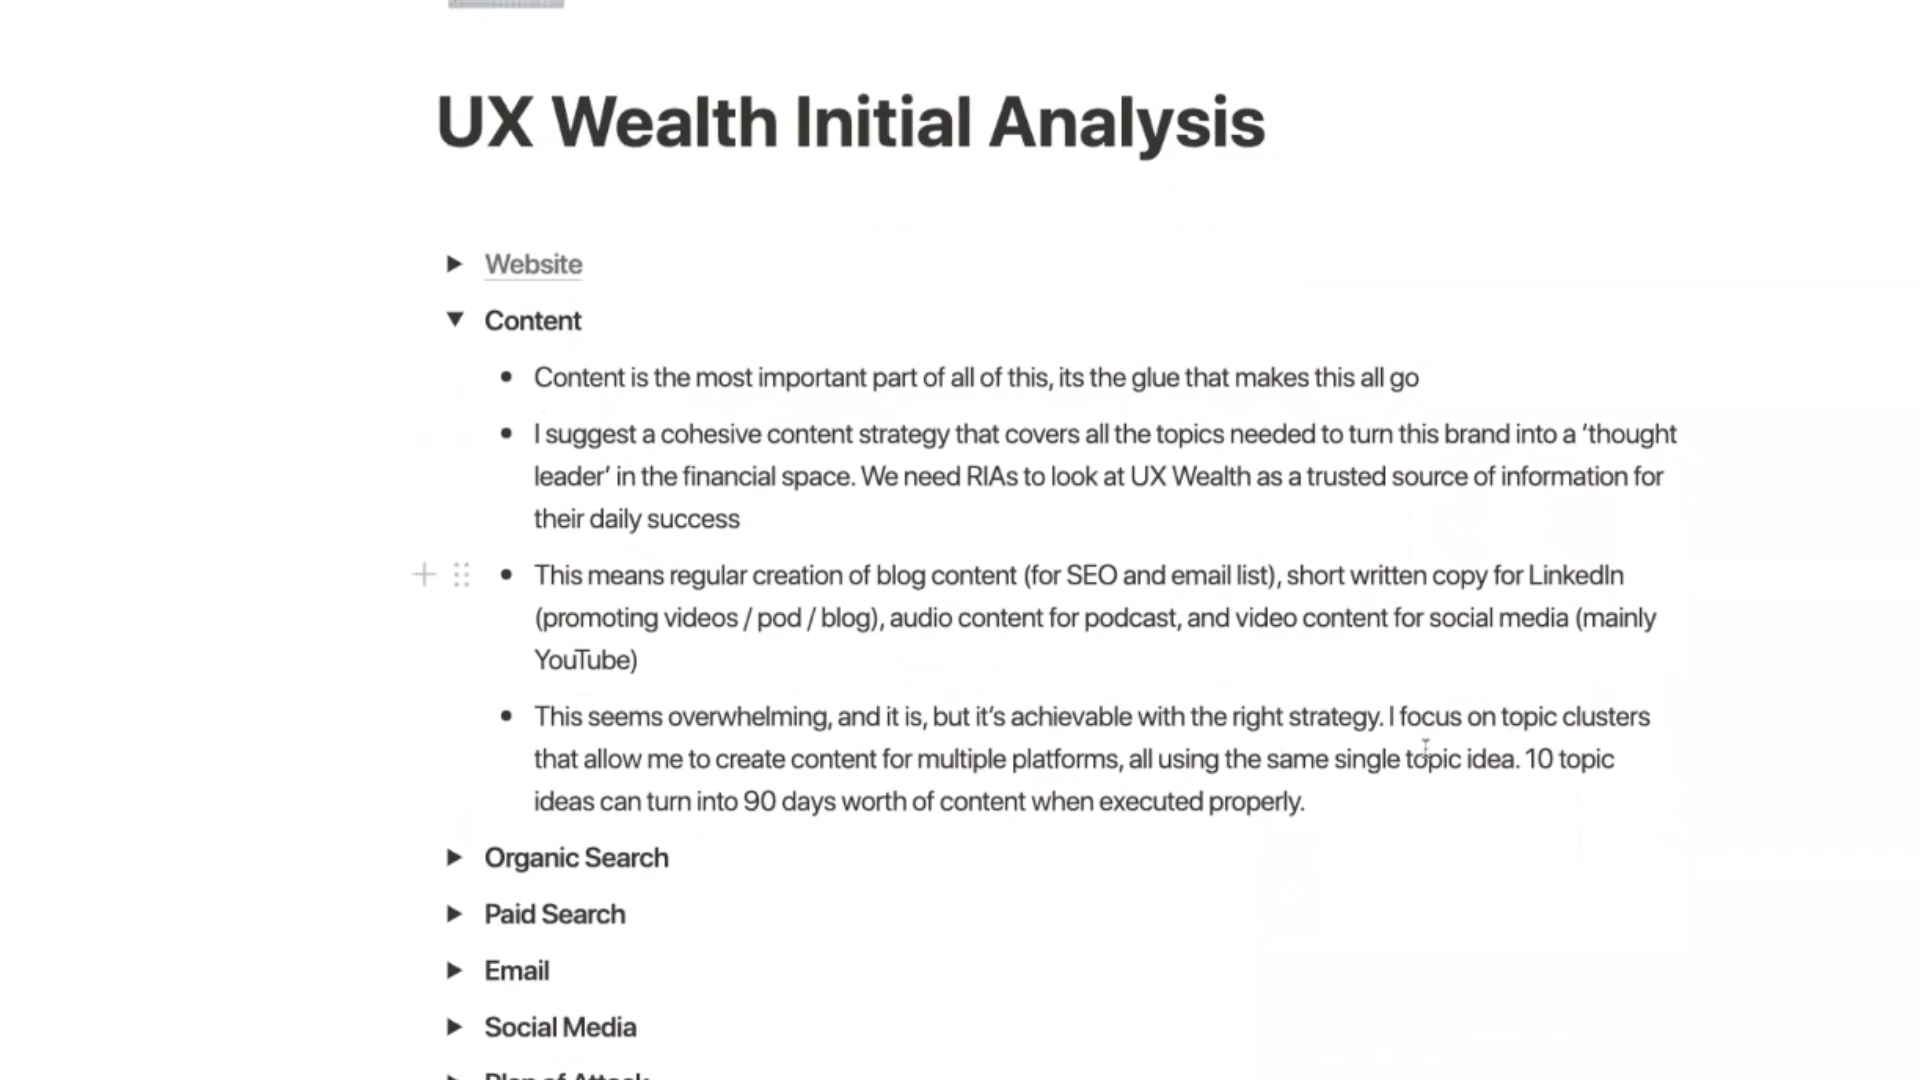 UX Wealth Initial Analysis
Website
Content
Content is the most important part of all of this, its the glue that makes this all go
I suggest a cohesive content strategy that covers all the topics needed to turn this brand into a ‘thought
leader’ in the financial space. We need RIAs to look at UX Wealth as a trusted source of information for
their daily success
This means regular creation of blog content (for SEO and email list), short written copy for LinkedIn
(promoting videos / pod / blog), audio content for podcast, and video content for social media (mainly
YouTube)
This seems overwhelming, and it is, but it’s achievable with the right strategy. I focus on topic clusters
that allow me to create content for multiple platforms, all using the same single topic idea. 10 topic
ideas can turn into 90 days worth of content when executed properly.
Organic Search
Paid Search
Email
Social Media
Plan of Attack